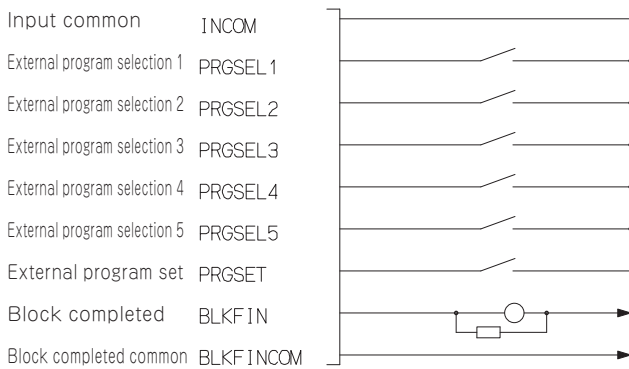 Input common INCOM
External program selection 1 PRGSEL1
External program selection 2 PRGSEL2
External program selection 3 PRGSEL3
External program selection 4 PRGSEL4
External program selection 5 PRGSEL5
External program set PRGSET
Block completed BLKFIN
Block completed common BLKFINCOM